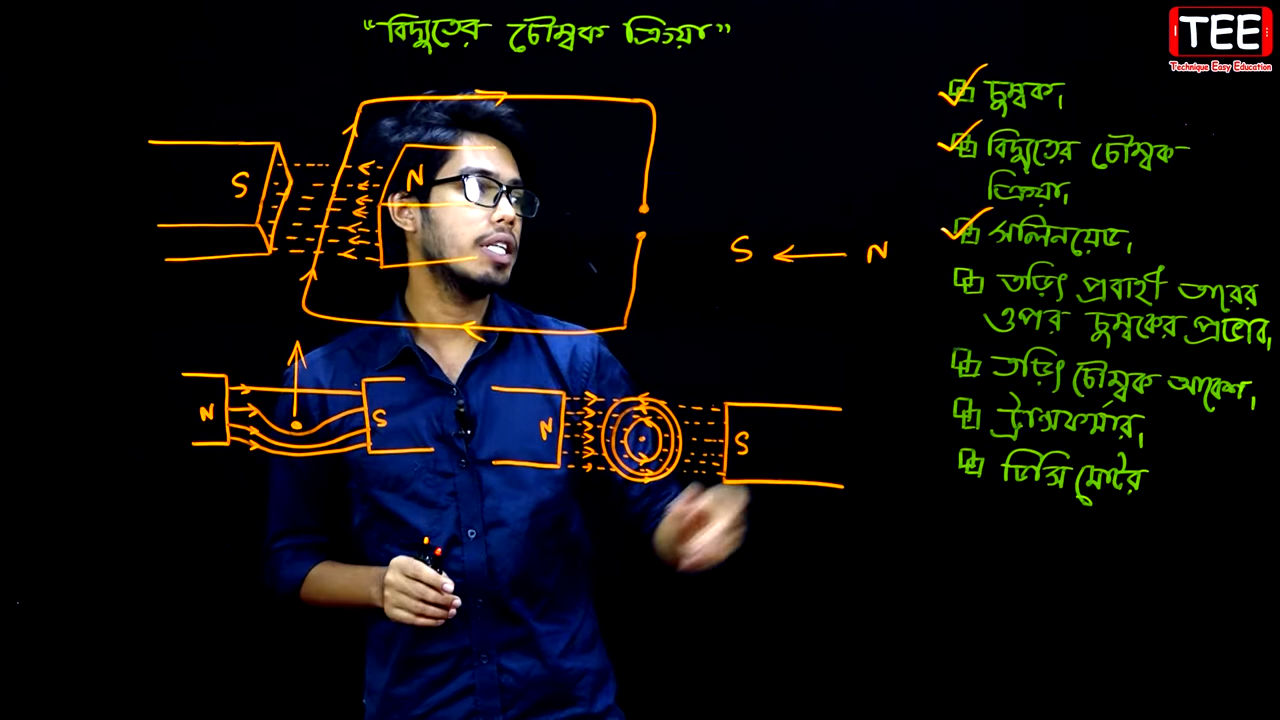 “বিদ্যুতের চৌম্বক ক্রিয়া”
TEE
Technique Easy Education
চুম্বক।
বিদ্যুতের চৌম্বক
ক্রিয়া।
সলিনয়েড।
তড়িৎ প্রবাহী তারের
ওপর চুম্বকের প্রভাব।
তড়িৎ চৌম্বক আবেশ।
ট্রান্সফর্মার।
ডিসি মোটর
S N
S ← N
N S
N S